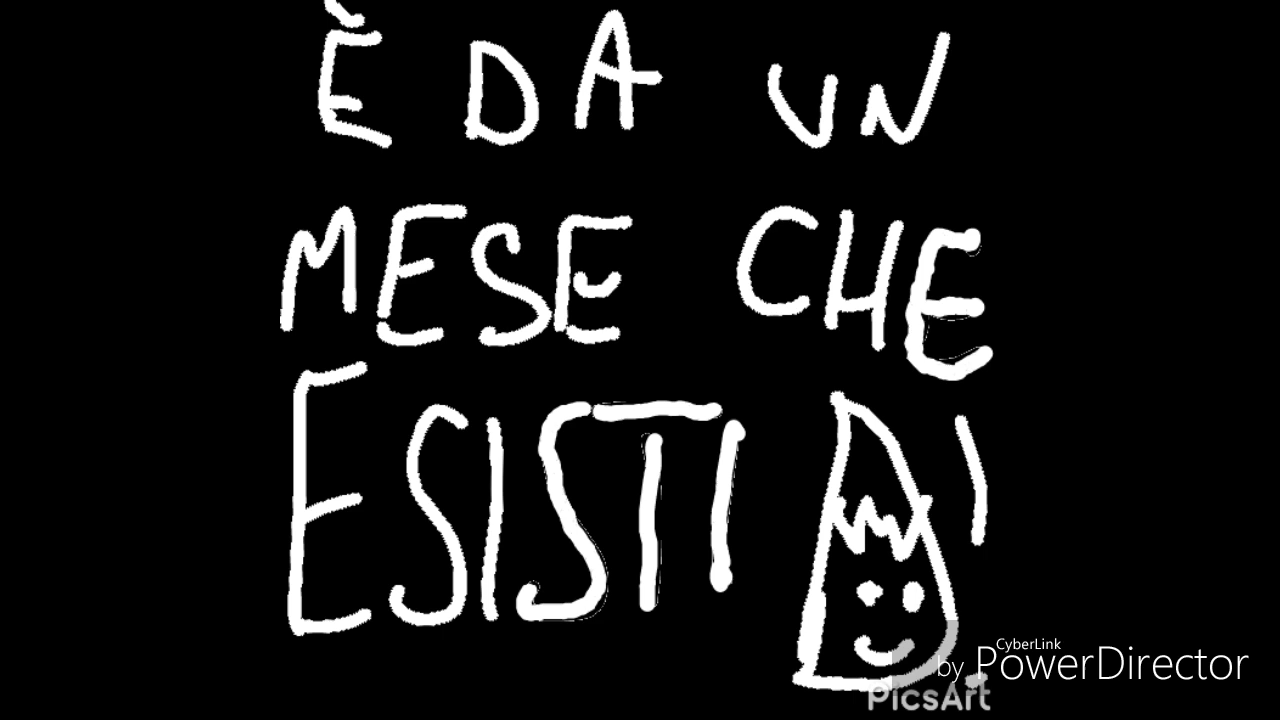 È DA UN
MESE CHE
ESISTI D!
CyberLink
by PowerDirector
PicsArt